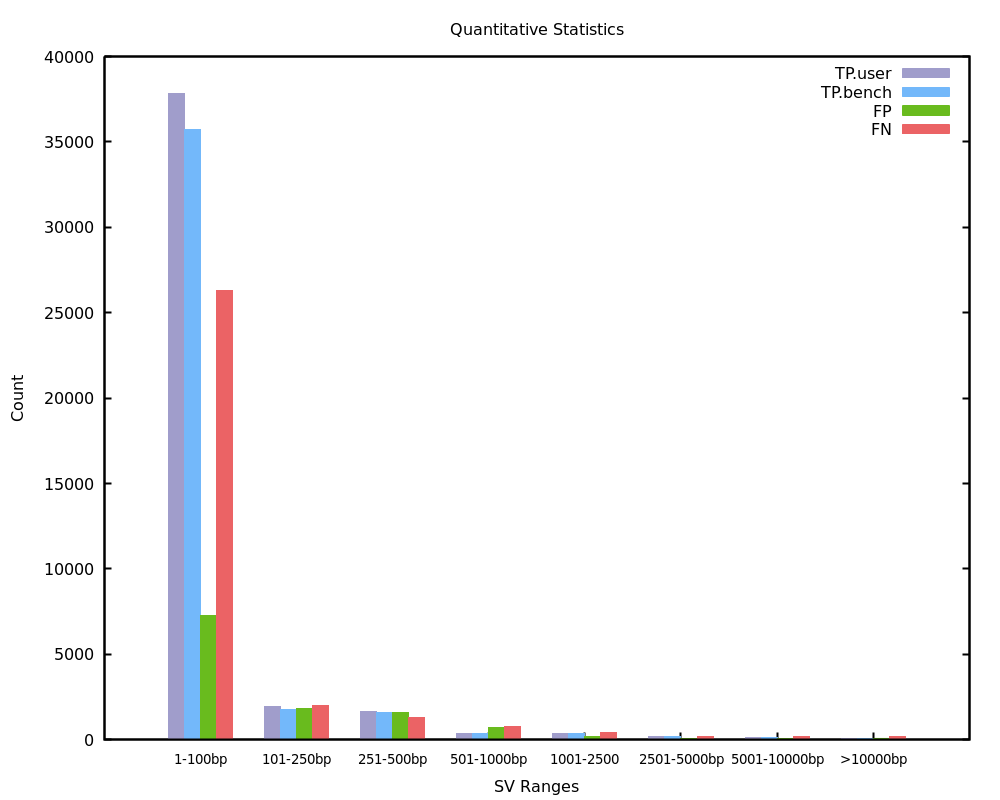 Quantitative Statistics
TP.user
TP.bench
FP
FN
40000
35000
30000
25000
20000
15000
10000
5000
0
Count
1-100bp 101-250bp 251-500bp 501-1000bp 1001-2500 2501-5000bp 5001-10000bp >10000bp
SV Ranges